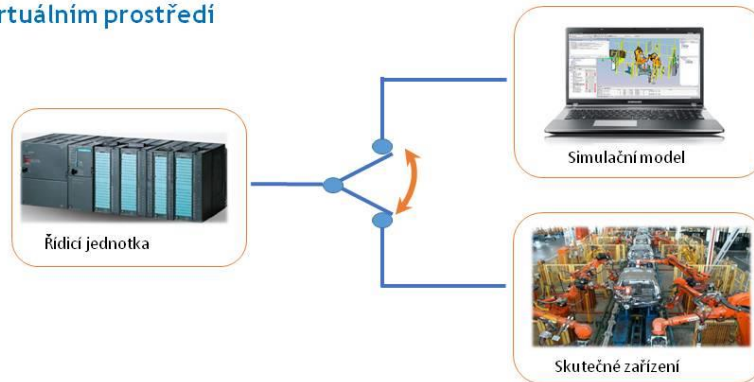 rtuálním prostředí
Simulační model
Řídicí jednotka
Skutečné zařízení